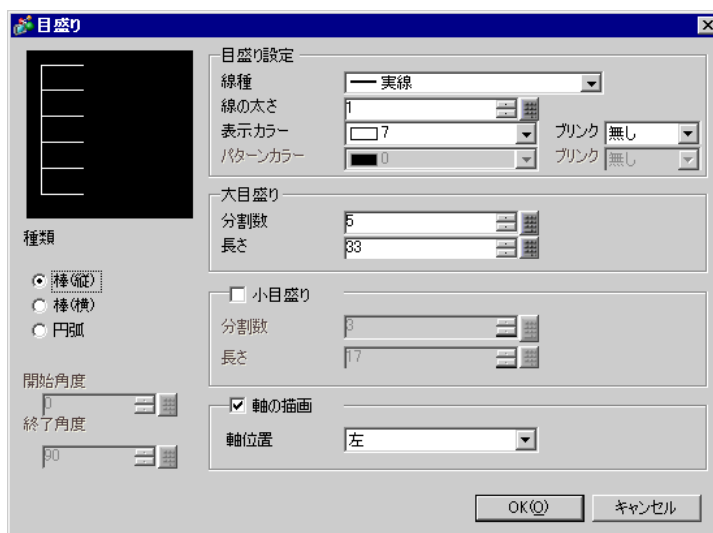 目盛り
目盛り設定
線種 実線
線の太さ 1
表示カラー 7 ブリンク 無し
パターンカラー 0 ブリンク 無し
大目盛り
分割数 5
長さ 33
種類
棒(縦)
棒(横)
円弧
小目盛り
分割数 3
長さ 17
開始角度
0
終了角度
90
軸の描画
軸位置 左
OK(O) キャンセル